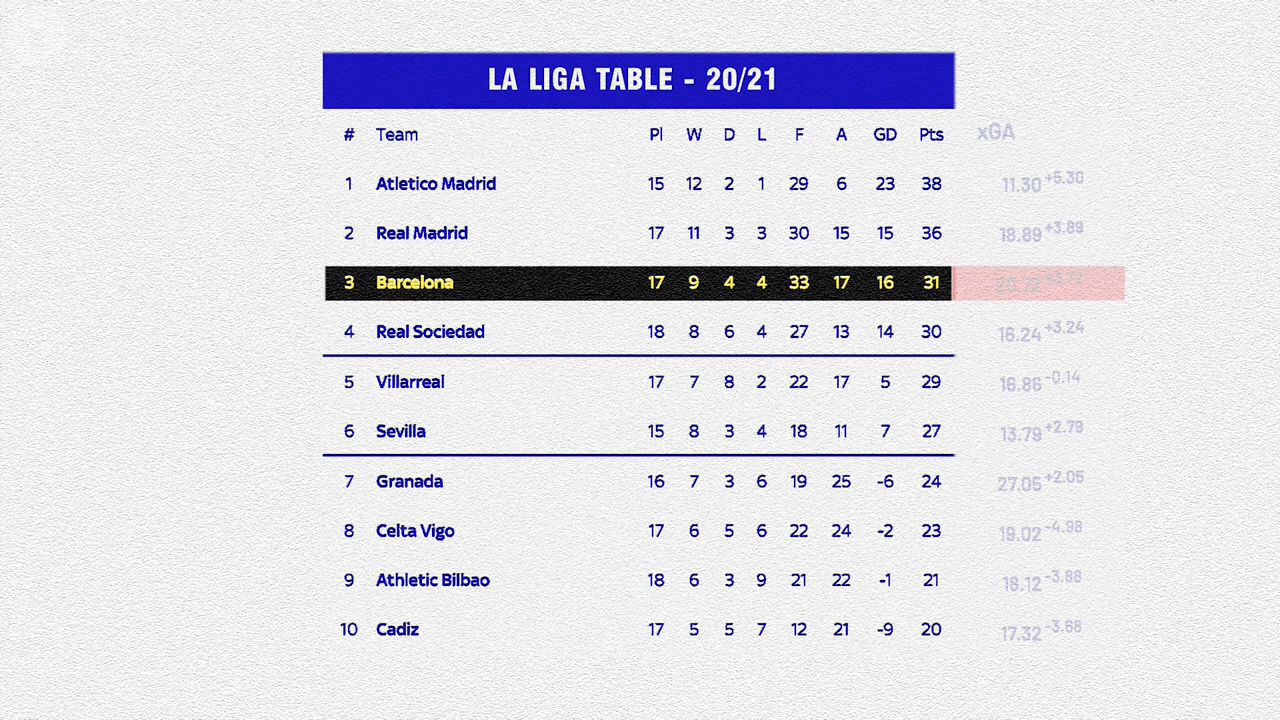 LA LIGA TABLE - 20/21
# Team Pl W D L F A GD Pts xGA
1 Atletico Madrid 15 12 2 1 29 6 23 38 11.30 +5.30
2 Real Madrid 17 11 3 3 30 15 15 36 18.89 +3.89
3 Barcelona 17 9 4 4 33 17 16 31
4 Real Sociedad 18 8 6 4 27 13 14 30 16.24 +3.24
5 Villarreal 17 7 8 2 22 17 5 29 16.86 -0.14
6 Sevilla 15 8 3 4 18 11 7 27 13.79 +2.79
7 Granada 16 7 3 6 19 25 -6 24 27.05 +2.05
8 Celta Vigo 17 6 5 6 22 24 -2 23 19.02 -4.98
9 Athletic Bilbao 18 6 3 9 21 22 -1 21 18.12 -3.88
10 Cadiz 17 5 5 7 12 21 -9 20 17.32 -3.68